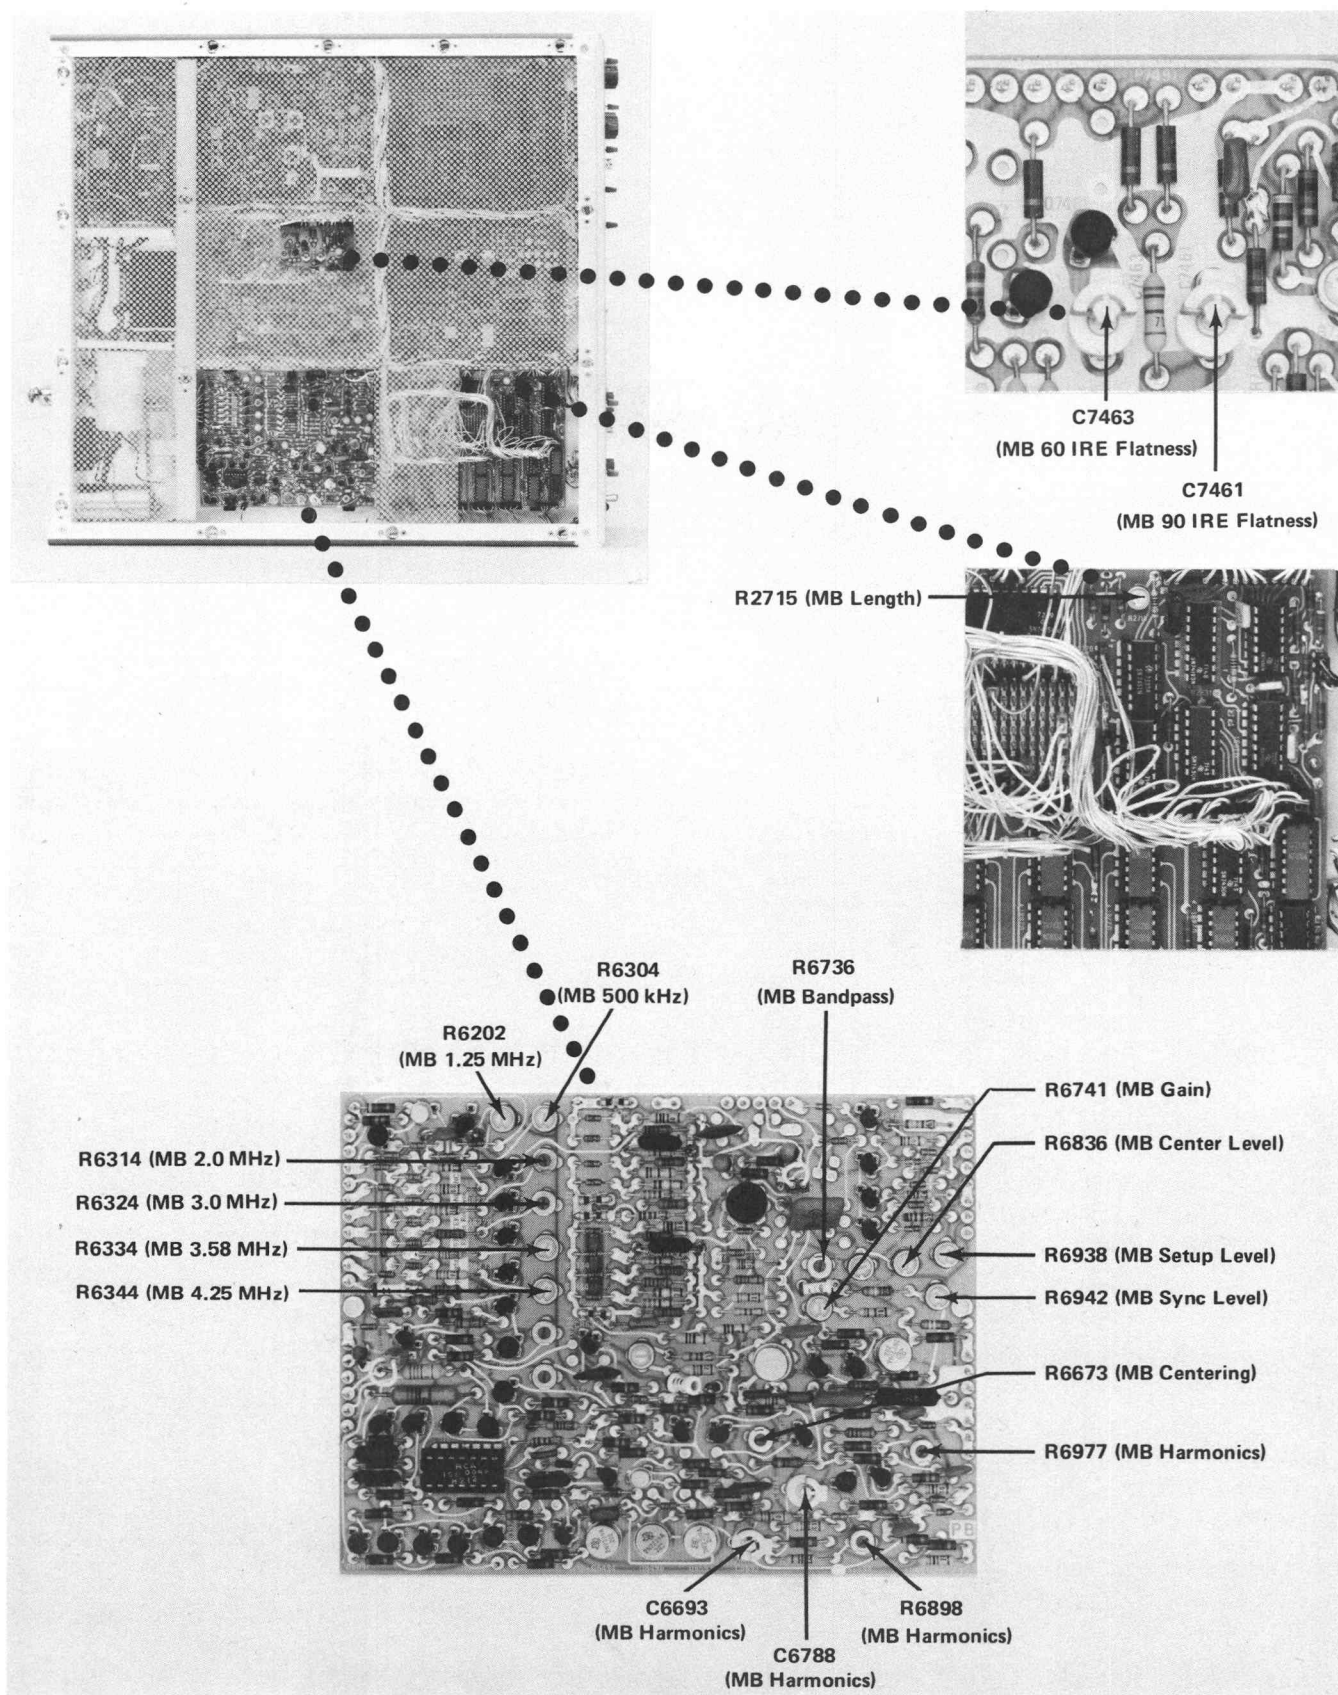 C7463
(MB 60 IRE Flatness)
C7461
(MB 90 IRE Flatness)
R2715 (MB Length)
R6304
(MB 500 kHz)
R6736
(MB Bandpass)
R6202
(MB 1.25 MHz)
R6741 (MB Gain)
R6836 (MB Center Level)
R6314 (MB 2.0 MHz)
R6324 (MB 3.0 MHz)
R6334 (MB 3.58 MHz)
R6938 (MB Setup Level)
R6344 (MB 4.25 MHz)
R6942 (MB Sync Level)
R6673 (MB Centering)
R6977 (MB Harmonics)
PB
C6693
(MB Harmonics)
R6898
(MB Harmonics)
C6788
(MB Harmonics)